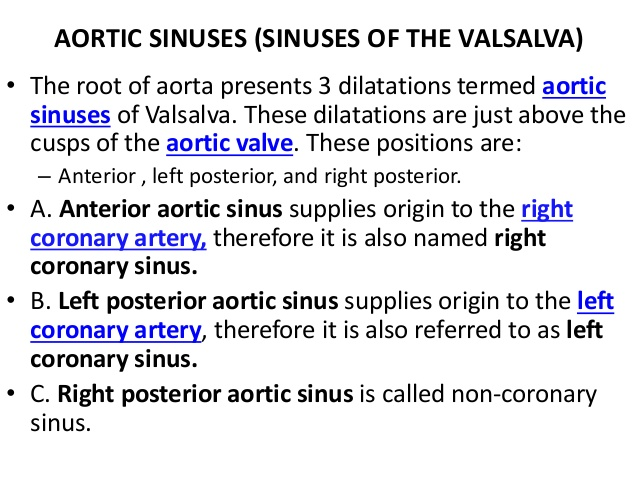 AORTIC SINUSES (SINUSES OF THE VALSALVA)
• The root of aorta presents 3 dilatations termed aortic
sinuses of Valsalva. These dilatations are just above the
cusps of the aortic valve. These positions are:
– Anterior , left posterior, and right posterior.
• A. Anterior aortic sinus supplies origin to the right
coronary artery, therefore it is also named right
coronary sinus.
• B. Left posterior aortic sinus supplies origin to the left
coronary artery, therefore it is also referred to as left
coronary sinus.
• C. Right posterior aortic sinus is called non-coronary
sinus.